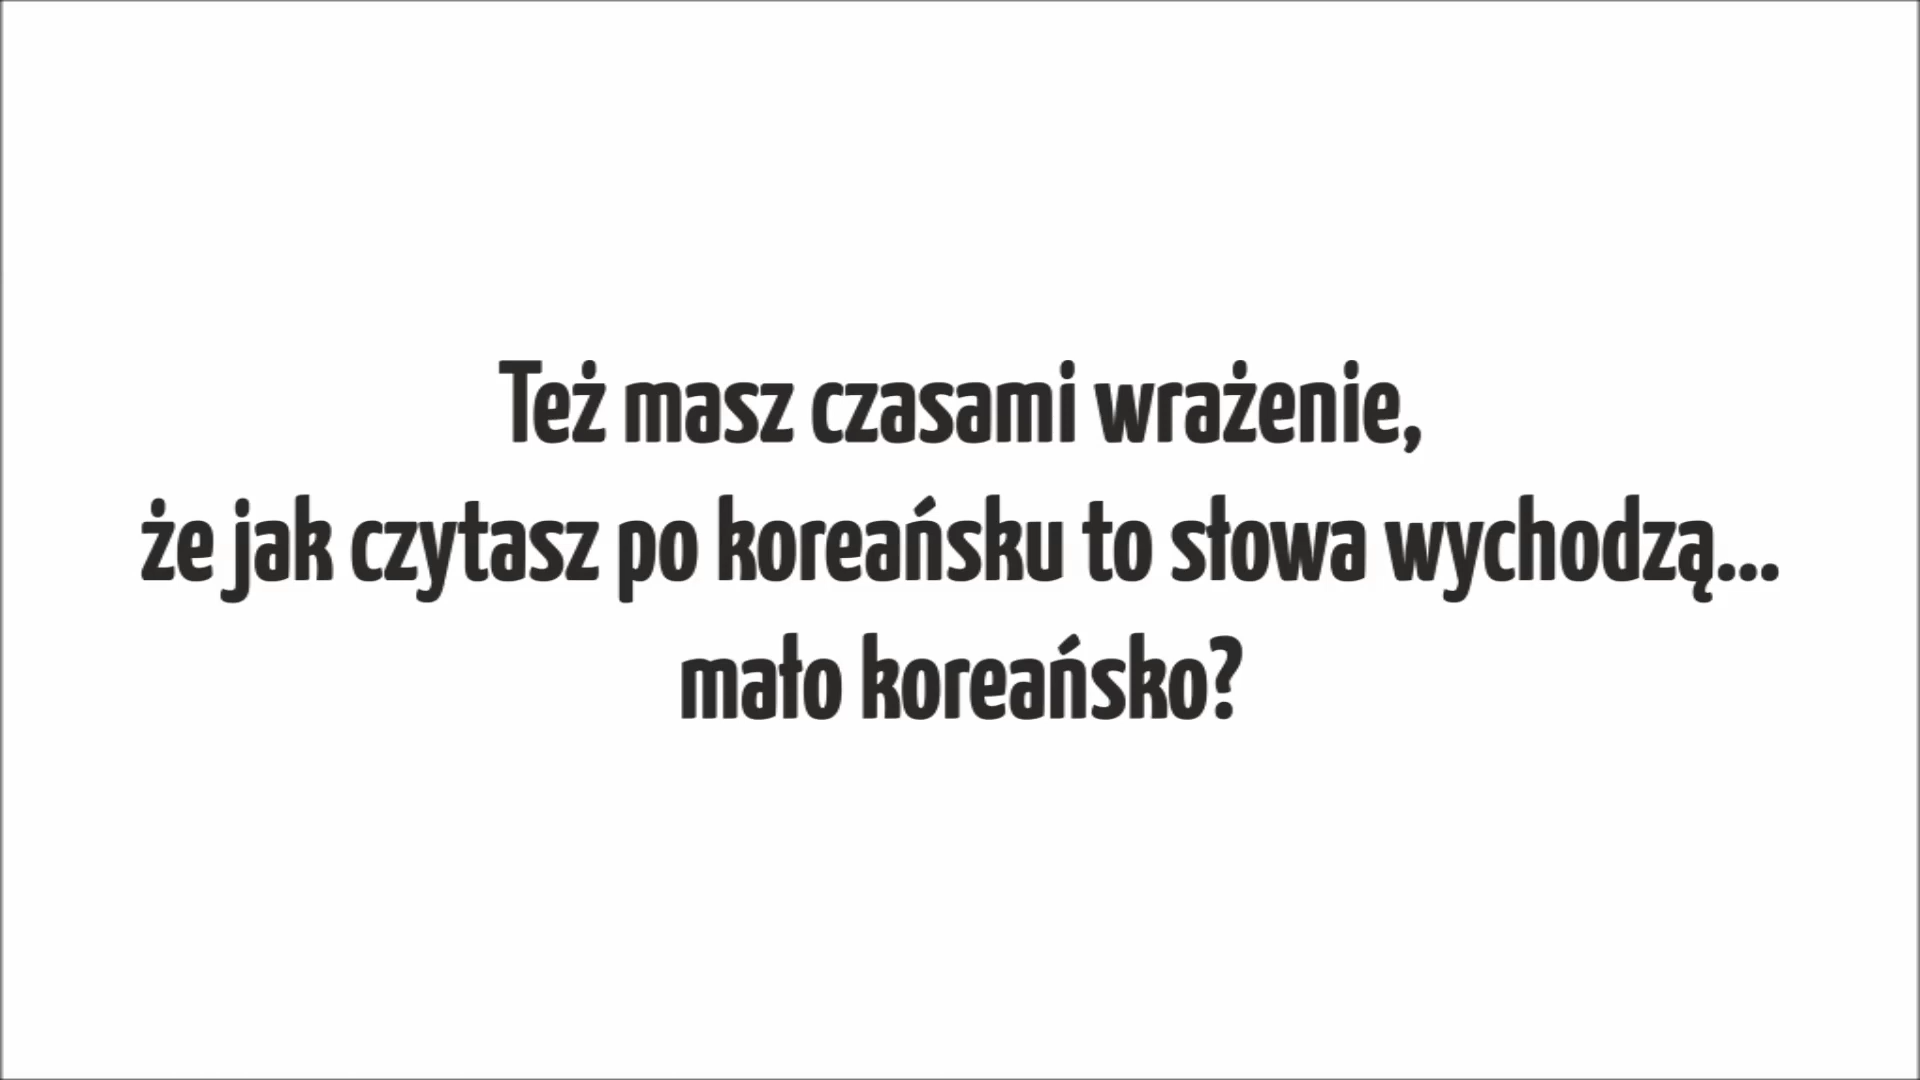 Też masz czasami wrażenie,
że jak czytasz po koreańsku to słowa wychodzą...
mało koreańsko?